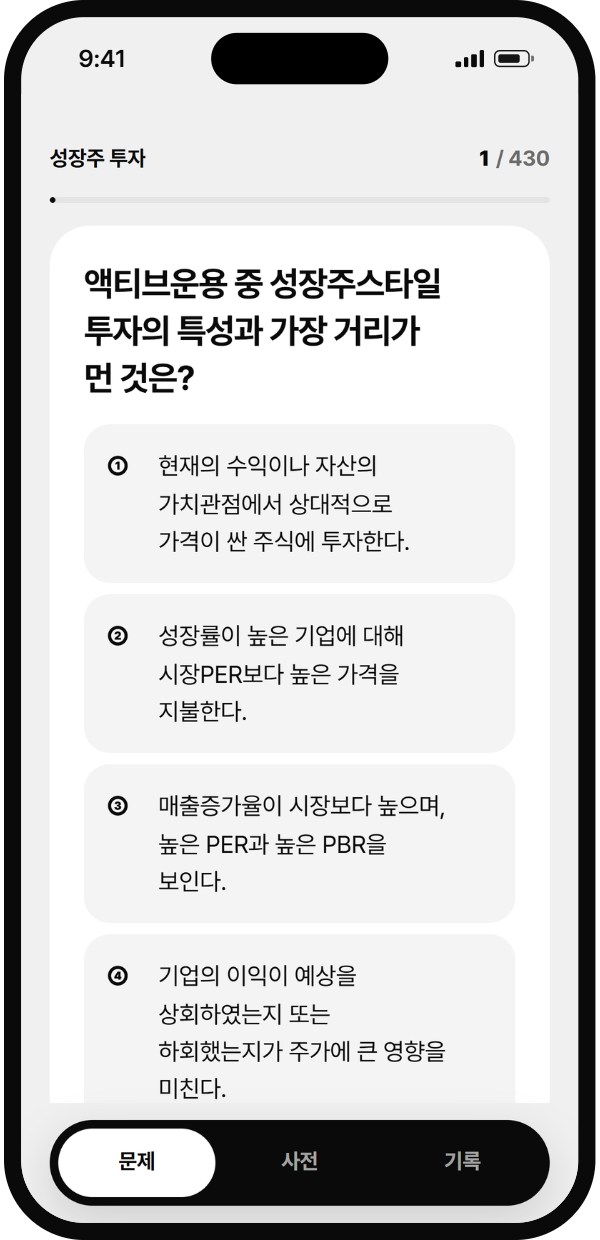 9:41
성장주 투자
1 / 430
액티브운용 중 성장주스타일
투자의 특성과 가장 거리가
먼 것은?
① 현재의 수익이나 자산의
가치관점에서 상대적으로
가격이 싼 주식에 투자한다.
② 성장률이 높은 기업에 대해
시장PER보다 높은 가격을
지불한다.
③ 매출증가율이 시장보다 높으며,
높은 PER과 높은 PBR을
보인다.
④ 기업의 이익이 예상을
상회하였는지 또는
하회했는지가 주가에 큰 영향을
미친다.
문제
사전
기록